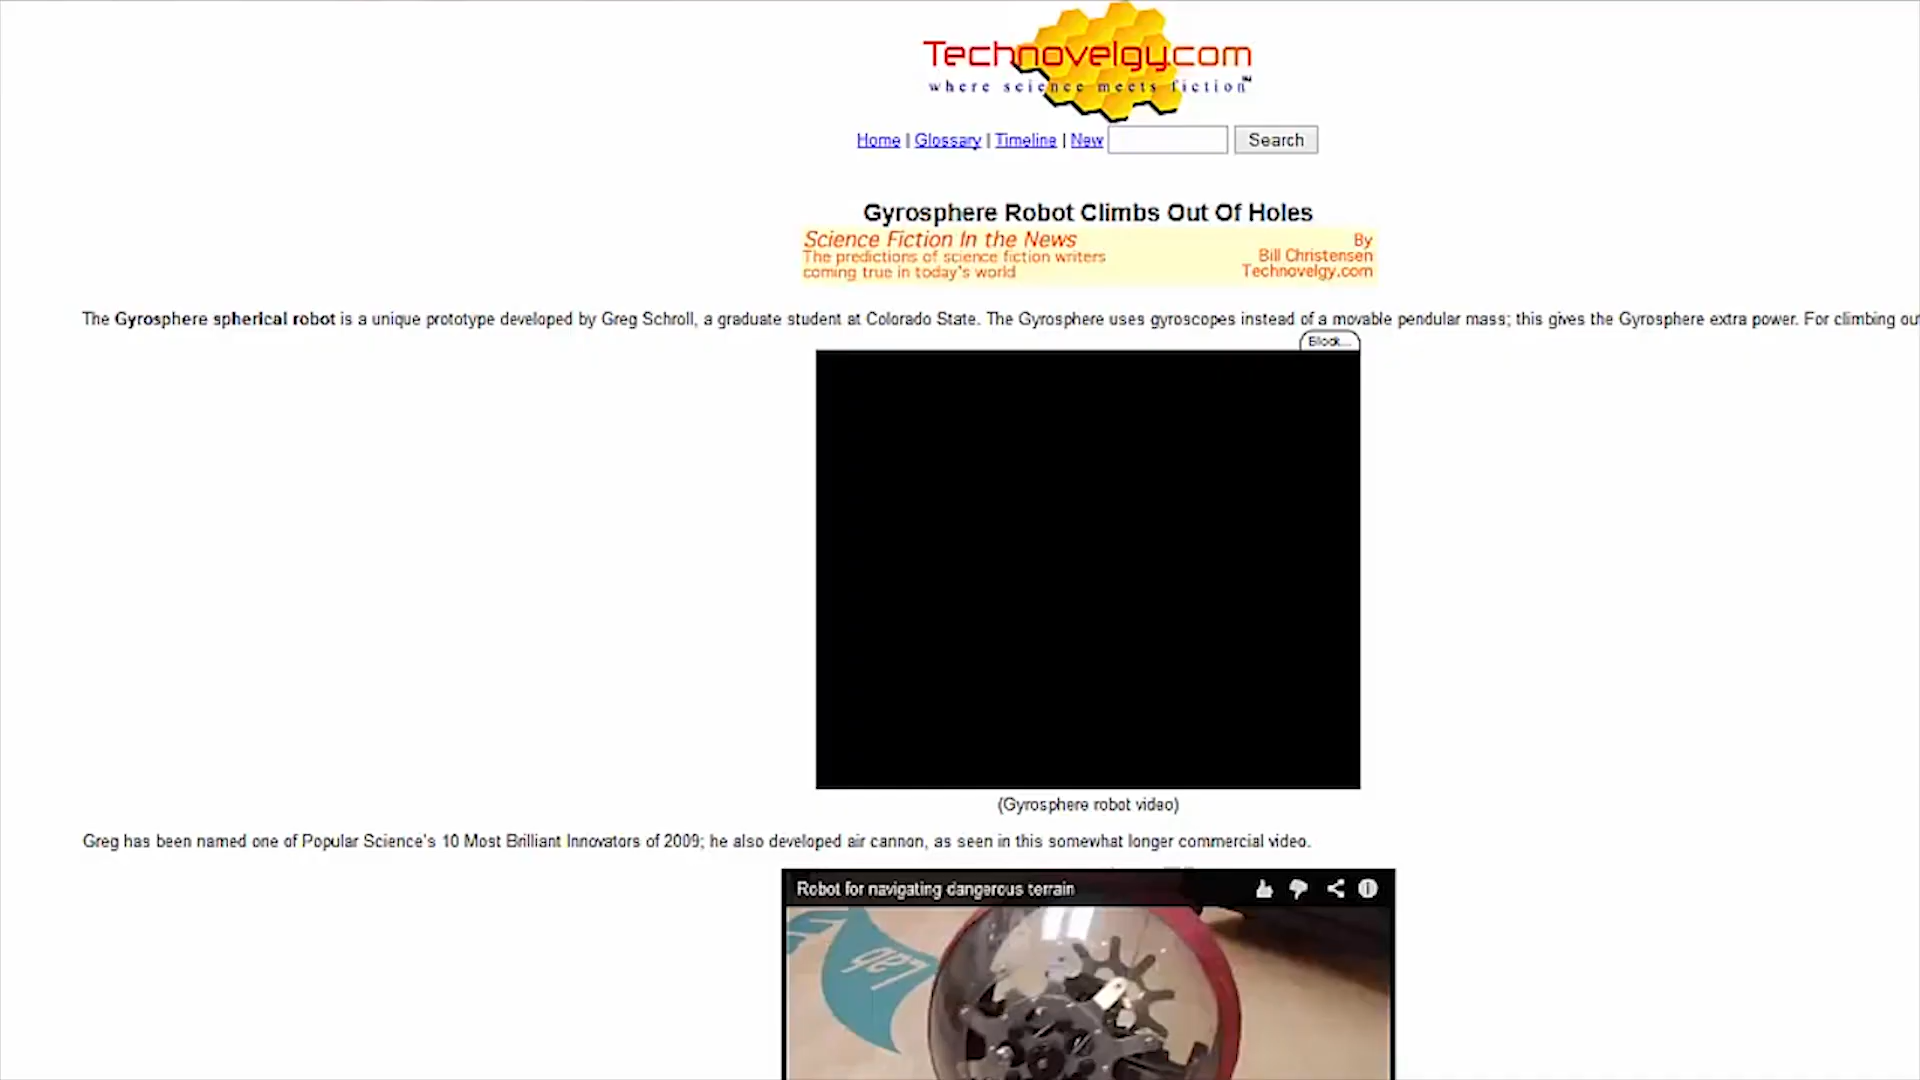 Technovelgy.com
where science meets fiction™
Home | Glossary | Timeline | New Search
Gyrosphere Robot Climbs Out Of Holes
Science Fiction In the News
The predictions of science fiction writers
coming true in today's world
By
Bill Christensen
Technovelgy.com
The Gyrosphere spherical robot is a unique prototype developed by Greg Schroll, a graduate student at Colorado State. The Gyrosphere uses gyroscopes instead of a movable pendular mass; this gives the Gyrosphere extra power. For climbing out
Block...
(Gyrosphere robot video)
Greg has been named one of Popular Science's 10 Most Brilliant Innovators of 2009; he also developed air cannon, as seen in this somewhat longer commercial video.
Robot for navigating dangerous terrain
Lab